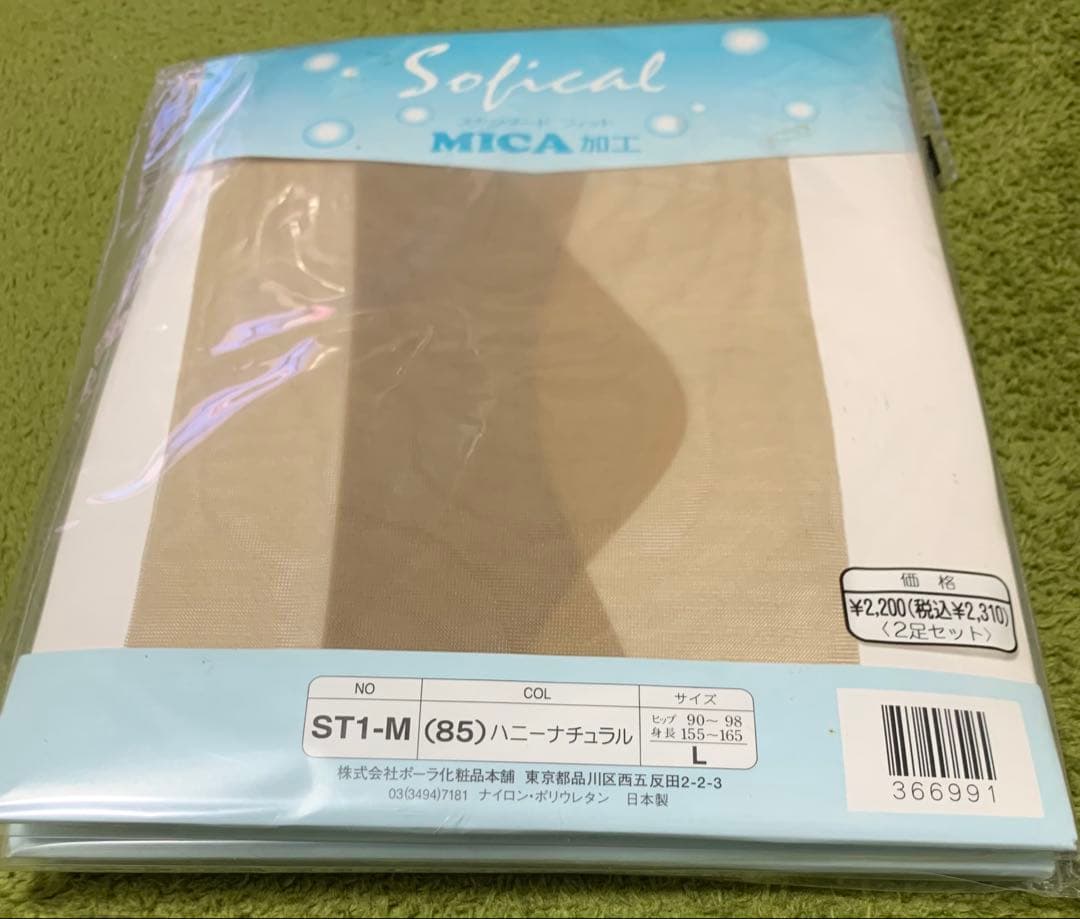 Sofical
スタンダード フィット
MICA加工
価 格
¥2,200(税込¥2,310)
〈2足セット〉
NO
COL
サイズ
ST1-M
(85)ハニーナチュラル
ヒップ 90〜98
身長 155〜165
L
株式会社ポーラ化粧品本舗 東京都品川区西五反田2-2-3
03(3494)7181 ナイロン・ポリウレタン 日本製
366991